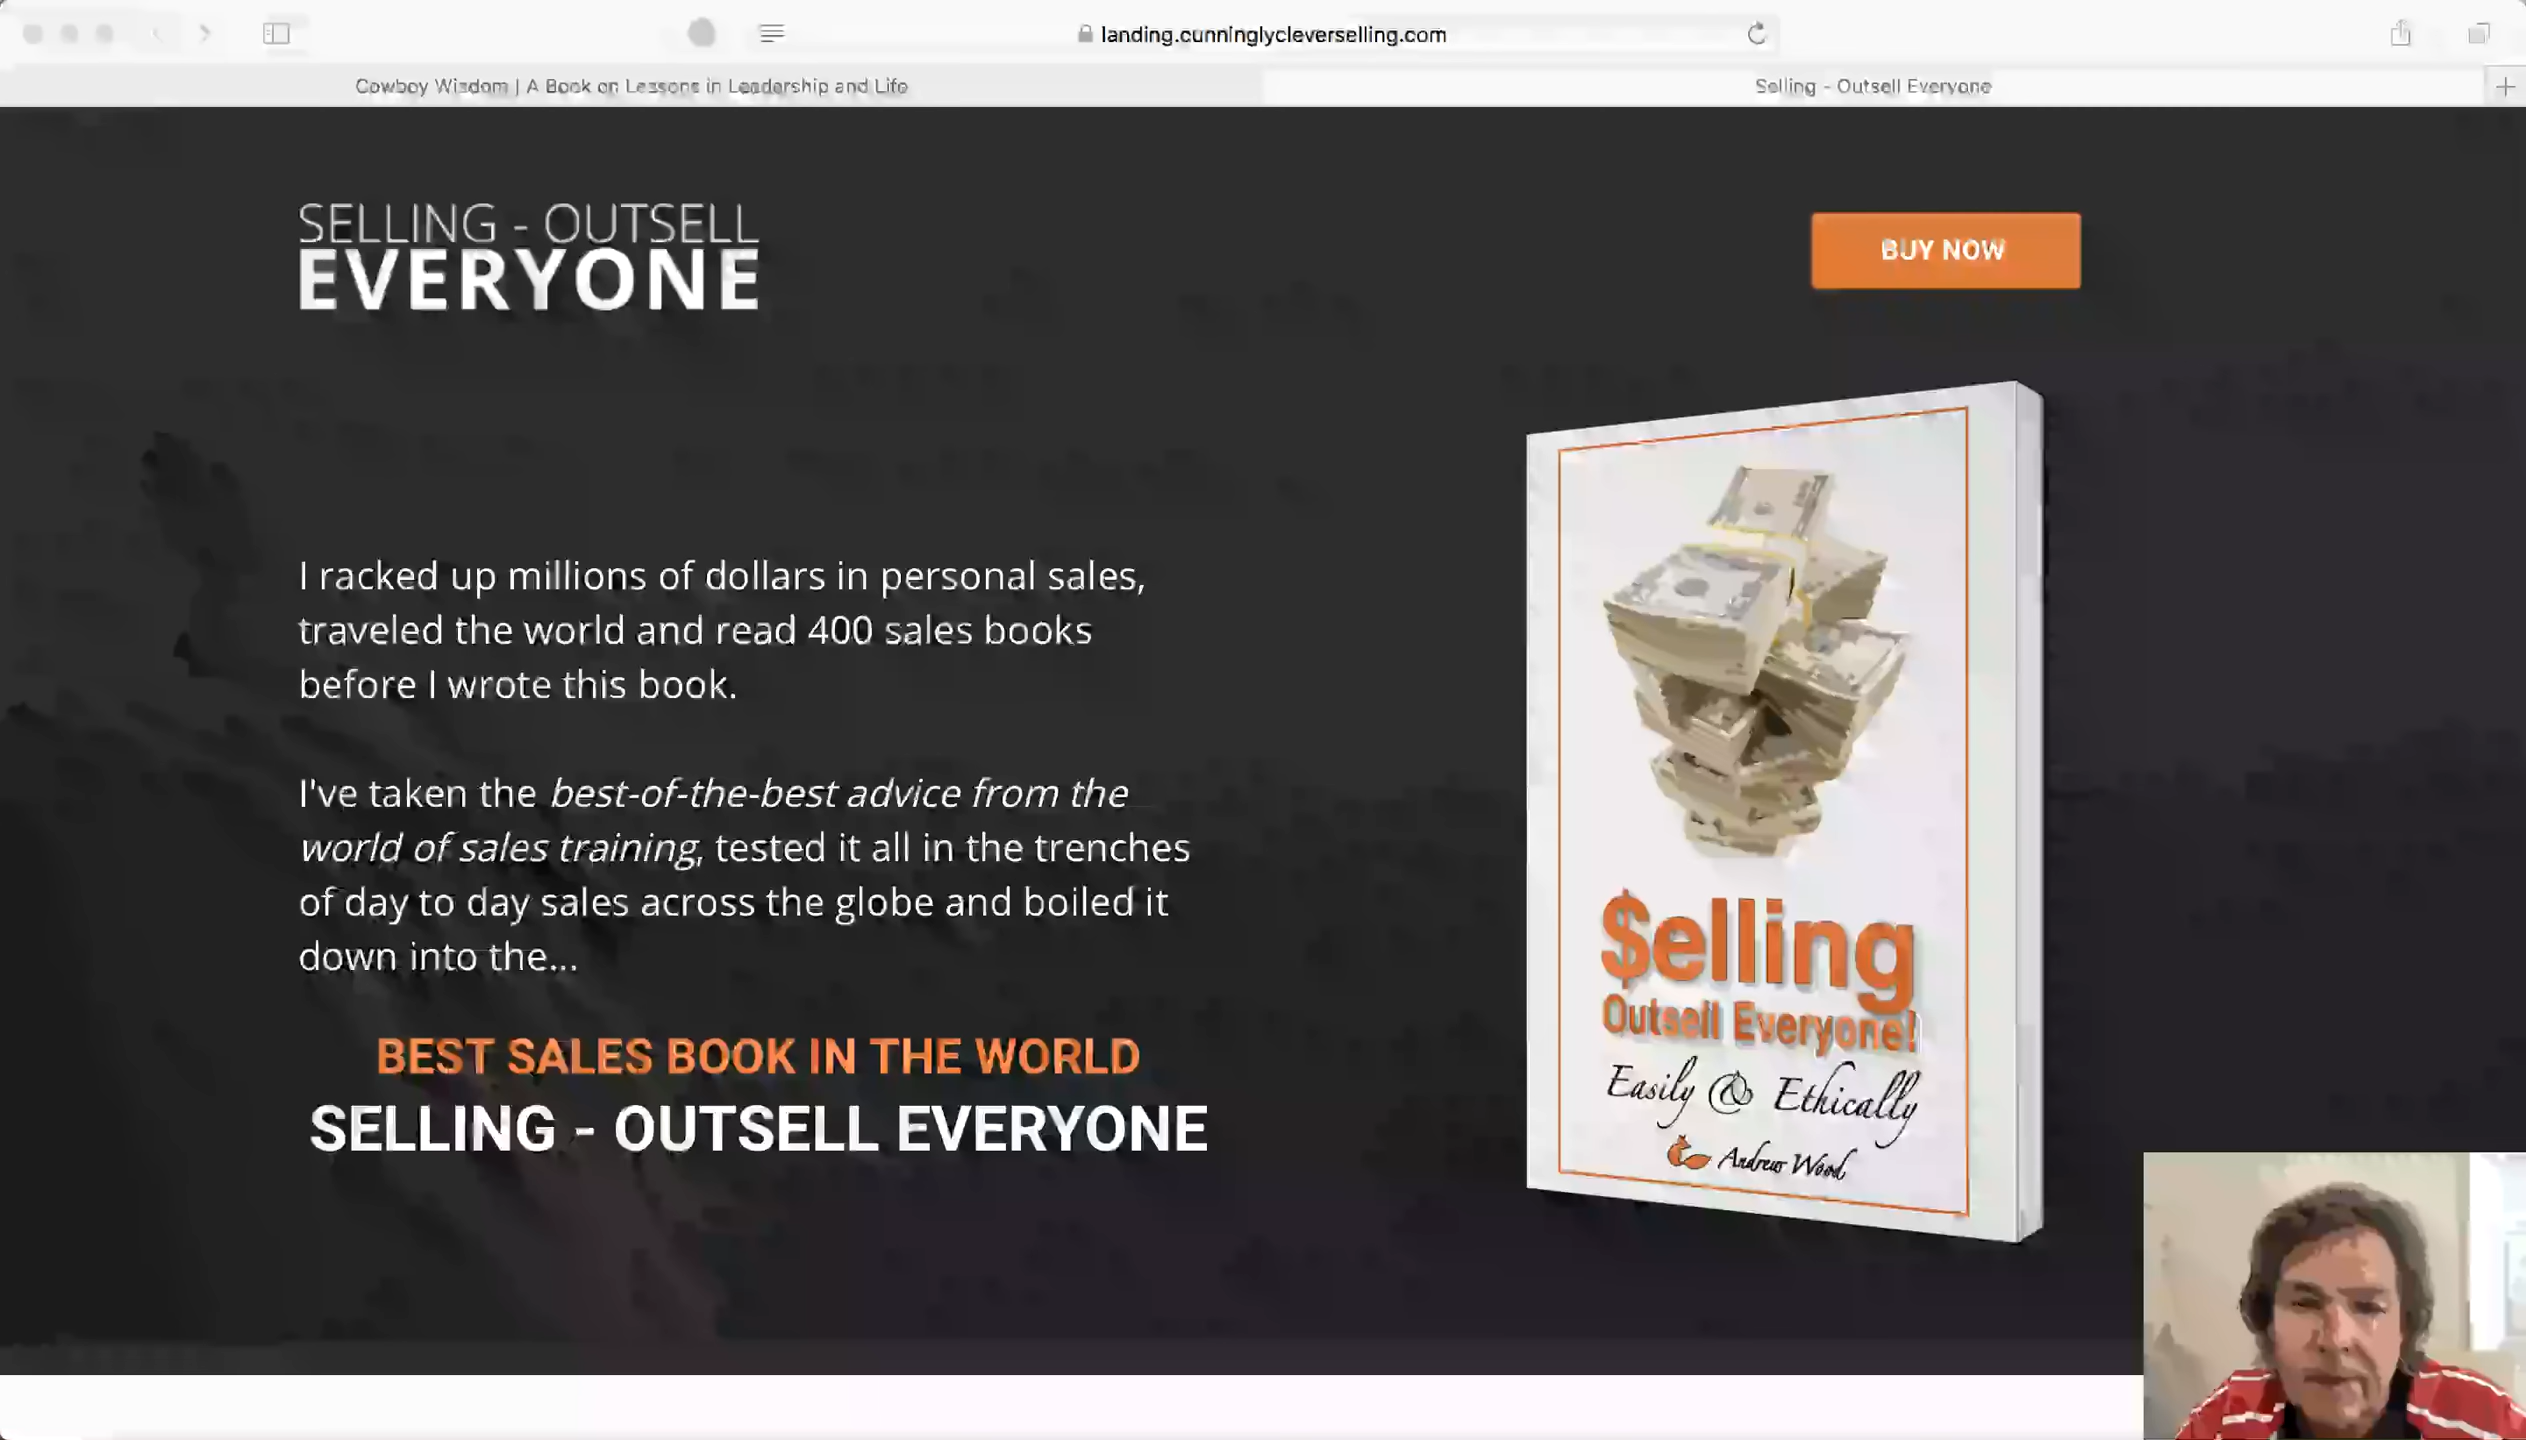 landing.cunninglycleverselling.com
Cowboy Wisdom | A Book on Lessons in Leadership and Life
Selling - Outsell Everyone
SELLING - OUTSELL
EVERYONE
BUY NOW
I racked up millions of dollars in personal sales,
traveled the world and read 400 sales books
before I wrote this book.
I've taken the best-of-the-best advice from the
world of sales training, tested it all in the trenches
of day to day sales across the globe and boiled it
down into the...
BEST SALES BOOK IN THE WORLD
SELLING - OUTSELL EVERYONE
$elling
Outsell Everyone!
Easily & Ethically
Andrew Wood